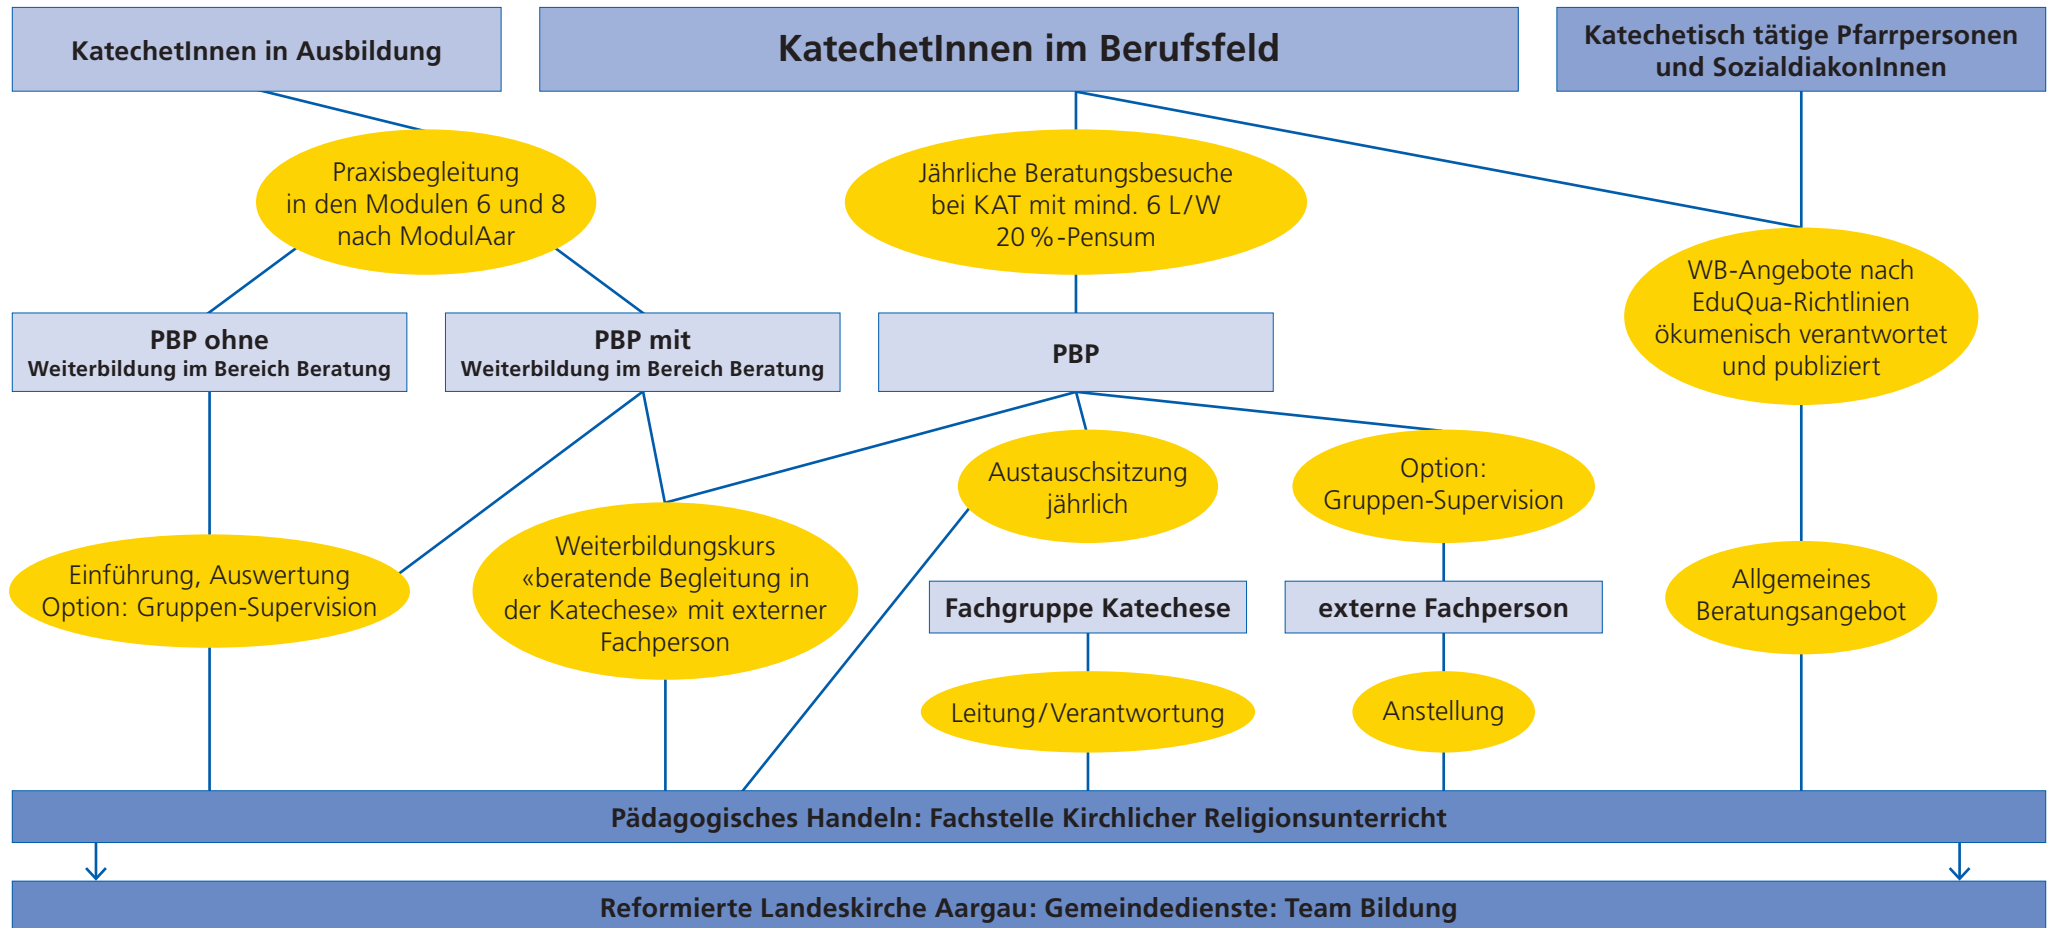 KatechetInnen in Ausbildung
KatechetInnen im Berufsfeld
Katechetisch tätige Pfarrpersonen
und SozialdiakonInnen
Praxisbegleitung
in den Modulen 6 und 8
nach ModulAar
Jährliche Beratungsbesuche
bei KAT mit mind. 6 L/W
20 %-Pensum
WB-Angebote nach
EduQua-Richtlinien
ökumenisch verantwortet
und publiziert
PBP ohne
Weiterbildung im Bereich Beratung
PBP mit
Weiterbildung im Bereich Beratung
PBP
Austauschsitzung
jährlich
Option:
Gruppen-Supervision
Einführung, Auswertung
Option: Gruppen-Supervision
Weiterbildungskurs
«beratende Begleitung in
der Katechese» mit externer
Fachperson
Fachgruppe Katechese
externe Fachperson
Allgemeines
Beratungsangebot
Leitung/Verantwortung
Anstellung
Pädagogisches Handeln: Fachstelle Kirchlicher Religionsunterricht
Reformierte Landeskirche Aargau: Gemeindedienste: Team Bildung